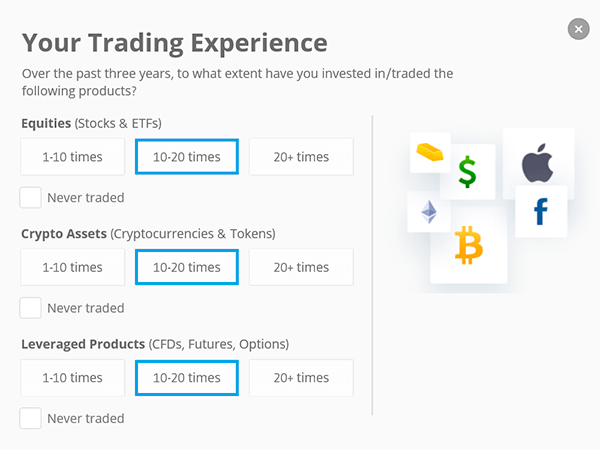 Your Trading Experience
Over the past three years, to what extent have you invested in/traded the
following products?
Equities (Stocks & ETFs)
1-10 times 10-20 times 20+ times
Never traded
Crypto Assets (Cryptocurrencies & Tokens)
1-10 times 10-20 times 20+ times
Never traded
Leveraged Products (CFDs, Futures, Options)
1-10 times 10-20 times 20+ times
Never traded